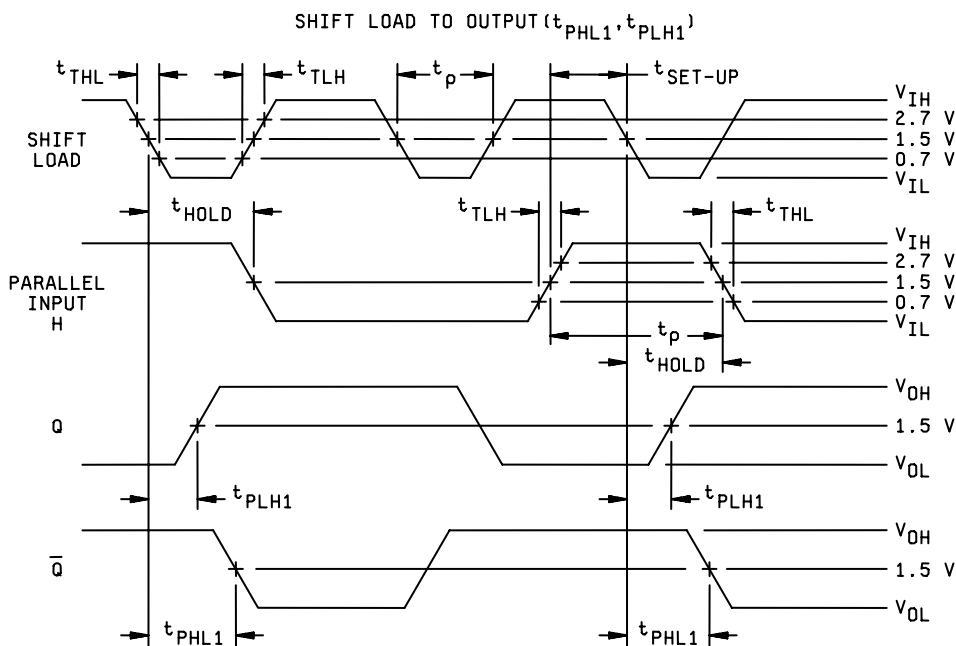 SHIFT LOAD TO OUTPUT(tPHL1,tPLH1)
tTHL tTLH tp tSET-UP
SHIFT LOAD
VIH
2.7 V
1.5 V
0.7 V
VIL
tHOLD tTLH tTHL
PARALLEL INPUT H
VIH
2.7 V
1.5 V
0.7 V
VIL
tp
tHOLD
Q
VOH
1.5 V
VOL
tPLH1 tPLH1
Q̅
VOH
1.5 V
VOL
tPHL1 tPHL1